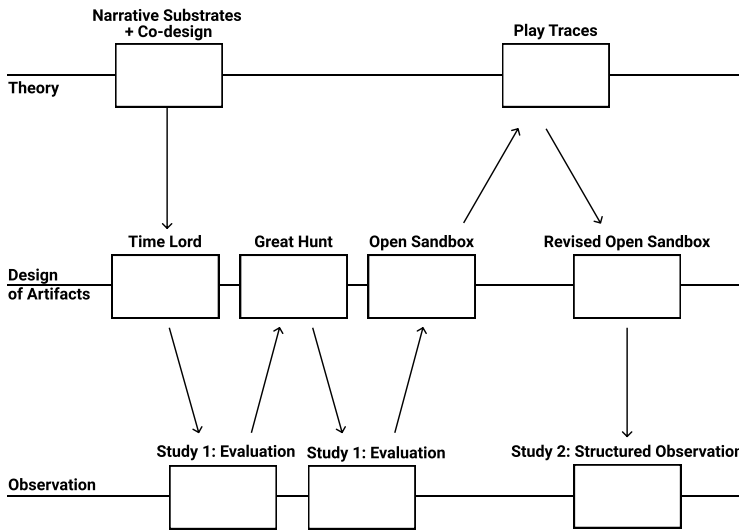 Narrative Substrates
+ Co-design
Play Traces
Theory
Time Lord
Great Hunt
Open Sandbox
Revised Open Sandbox
Design
of Artifacts
Study 1: Evaluation
Study 1: Evaluation
Study 2: Structured Observation
Observation